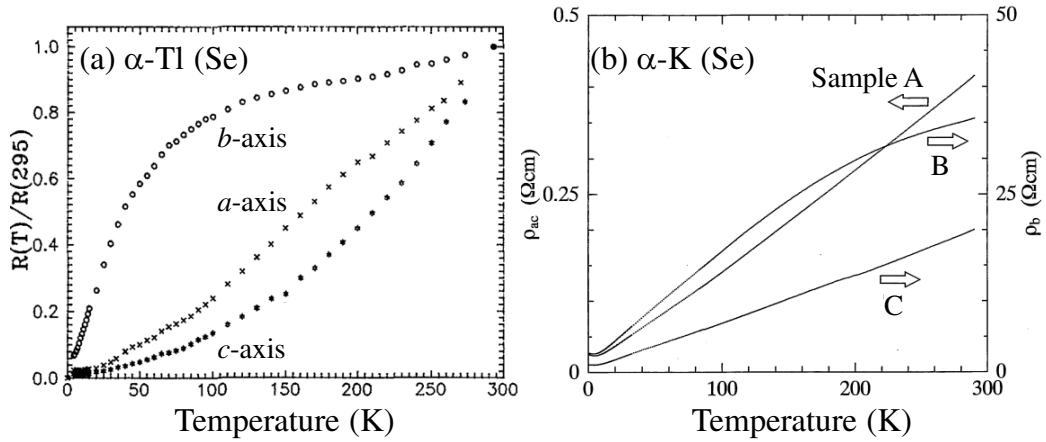 (a) α-Tl (Se)
b-axis
a-axis
c-axis
R(T)/R(295)
1.0
0.8
0.6
0.4
0.2
0.0
0 50 100 150 200 250 300
Temperature (K)
(b) α-K (Se)
Sample A
B
C
ρac (Ωcm)
0.5
0.25
0
ρb (Ωcm)
50
25
0
0 100 200 300
Temperature (K)